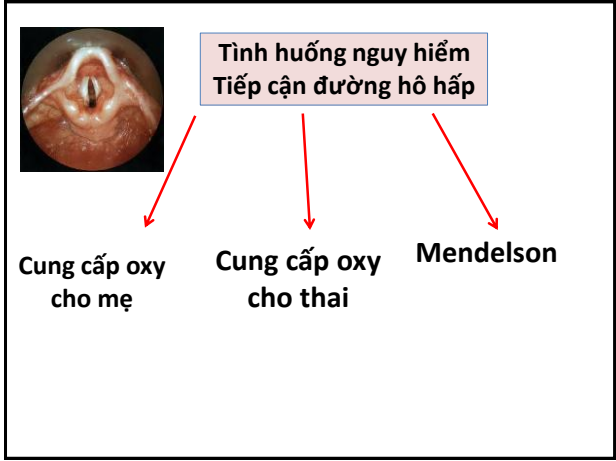 Tình huống nguy hiểm
Tiếp cận đường hô hấp
Cung cấp oxy
cho mẹ
Cung cấp oxy
cho thai
Mendelson